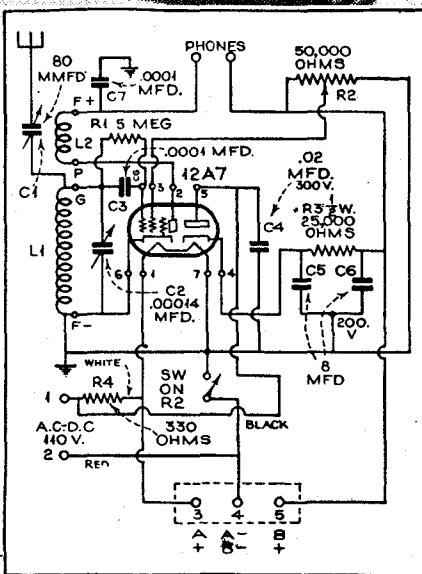 PHONES
80
MMFD
C1
F+
C7
.0001
MFD.
50,000
OHMS
R2
R1 5 MEG
L2
P
G
.0001 MFD.
C8
3
2
5
12A7
C3
L1
C2
.00014
MFD.
6
1
7
4
F-
.02
MFD.
300V.
C4
R3 1/2 W.
25,000
OHMS
C5
C6
200.
V
8
MFD
WHITE
R4
330
OHMS
1
A.C-D.C
110 V.
2
RED
SW
ON
R2
BLACK
3
4
5
A
+
A-
B-
B
+